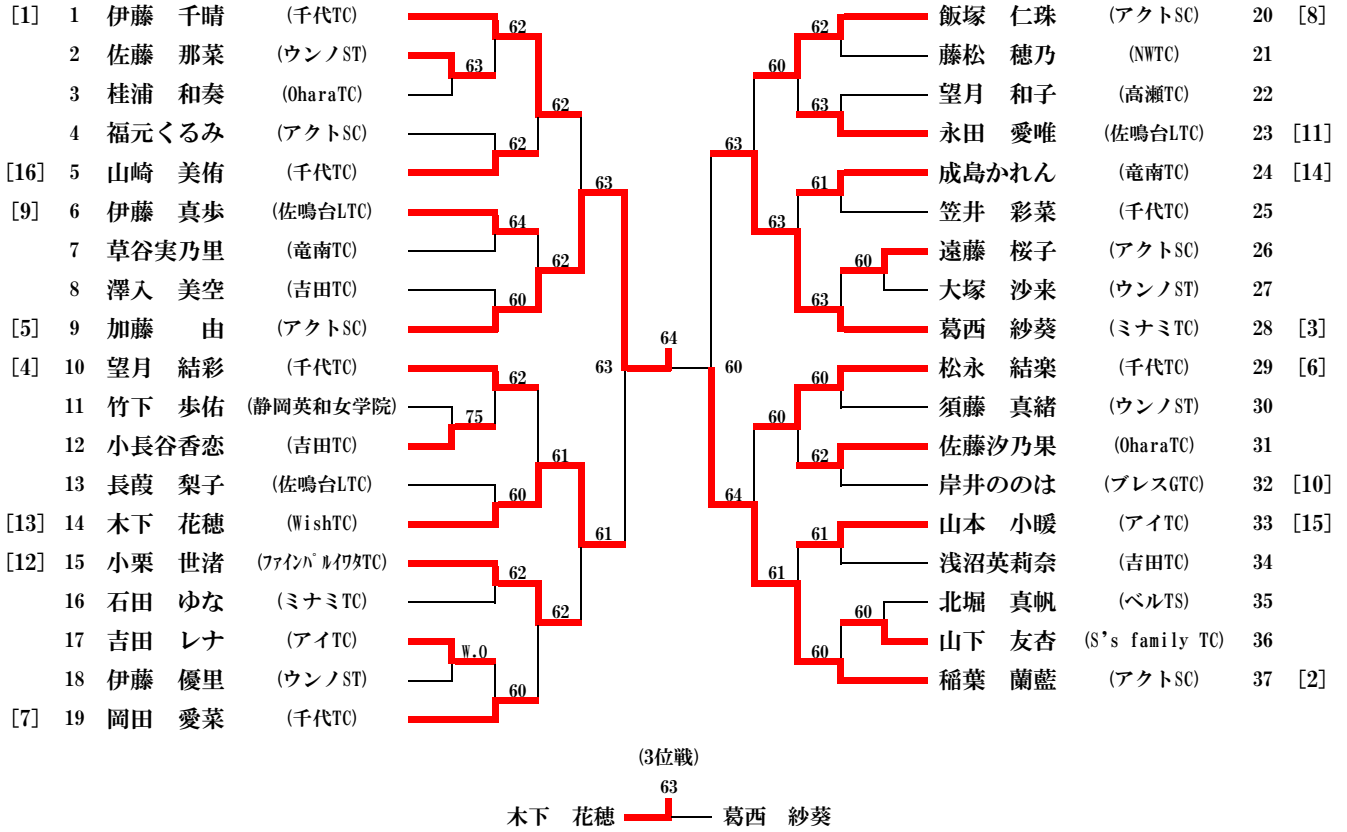 [1] 1 伊藤 千晴 (千代TC) 62 62 飯塚 仁珠 (アクトSC) 20 [8]
2 佐藤 那菜 (ウンノST) 63 60 藤松 穂乃 (NWTC) 21
3 桂浦 和奏 (OharaTC) 62 63 望月 和子 (高瀬TC) 22
4 福元くるみ (アクトSC) 62 63 永田 愛唯 (佐鳴台LTC) 23 [11]
[16] 5 山崎 美侑 (千代TC) 63 61 成島かれん (竜南TC) 24 [14]
[9] 6 伊藤 真歩 (佐鳴台LTC) 64 63 笠井 彩菜 (千代TC) 25
7 草谷実乃里 (竜南TC) 62 60 遠藤 桜子 (アクトSC) 26
8 澤入 美空 (吉田TC) 60 63 大塚 沙来 (ウンノST) 27
[5] 9 加藤 由 (アクトSC) 64 葛西 紗葵 (ミナミTC) 28 [3]
[4] 10 望月 結彩 (千代TC) 62 63 60 60 松永 結楽 (千代TC) 29 [6]
11 竹下 歩佑 (静岡英和女学院) 75 60 須藤 真緒 (ウンノST) 30
12 小長谷香恋 (吉田TC) 61 62 佐藤汐乃果 (OharaTC) 31
13 長葭 梨子 (佐鳴台LTC) 60 64 岸井ののは (ブレスGTC) 32 [10]
[13] 14 木下 花穂 (WishTC) 61 61 山本 小暖 (アイTC) 33 [15]
[12] 15 小栗 世渚 (ファインパルイワタTC) 62 61 浅沼英莉奈 (吉田TC) 34
16 石田 ゆな (ミナミTC) 62 60 北堀 真帆 (ベルTS) 35
17 吉田 レナ (アイTC) W.O 60 山下 友杏 (S's family TC) 36
18 伊藤 優里 (ウンノST) 60 稲葉 蘭藍 (アクトSC) 37 [2]
[7] 19 岡田 愛菜 (千代TC)
(3位戦)
63
木下 花穂 葛西 紗葵